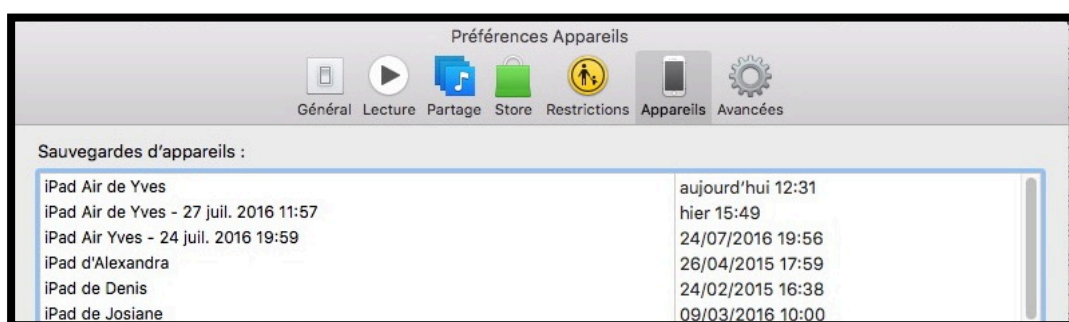 Préférences Appareils
Général Lecture Partage Store Restrictions Appareils Avancées
Sauvegardes d'appareils :
iPad Air de Yves aujourd'hui 12:31
iPad Air de Yves - 27 juil. 2016 11:57 hier 15:49
iPad Air Yves - 24 juil. 2016 19:59 24/07/2016 19:56
iPad d'Alexandra 26/04/2015 17:59
iPad de Denis 24/02/2015 16:38
iPad de Josiane 09/03/2016 10:00